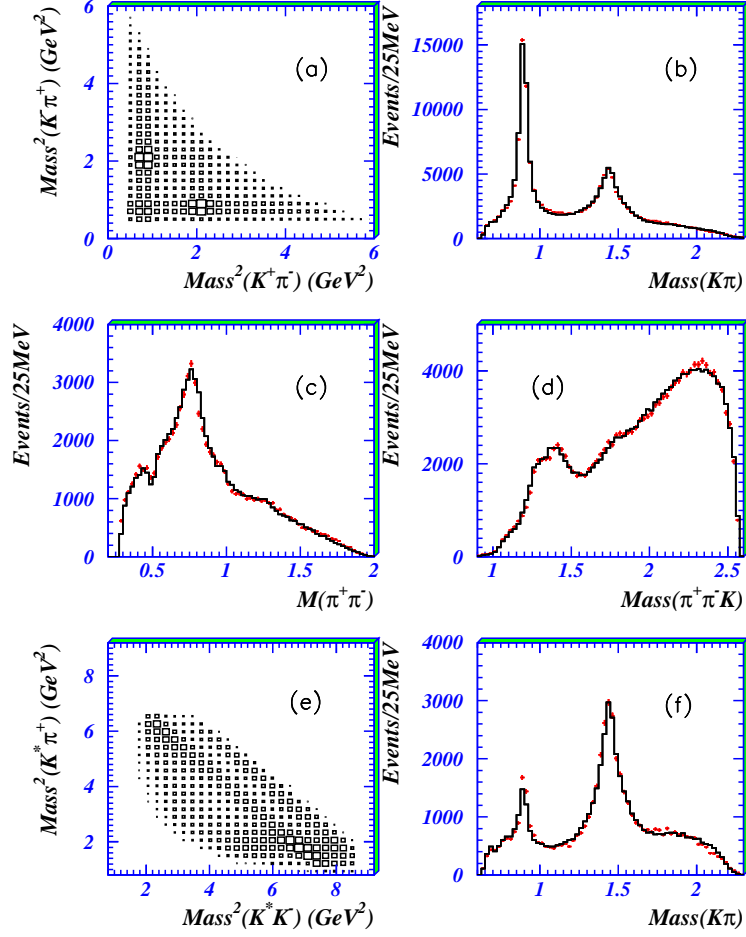 Mass²(K⁻π⁺) (GeV²)
6
4
2
0
(a)
0 2 4 6
Mass²(K⁺π⁻) (GeV²)
Events/25MeV
15000
10000
5000
0
(b)
1 1.5 2
Mass(Kπ)
Events/25MeV
4000
3000
2000
1000
0
(c)
0.5 1 1.5 2
M(π⁺π⁻)
Events/25MeV
4000
2000
0
(d)
1 1.5 2 2.5
Mass(π⁺π⁻K)
Mass²(K*π⁺) (GeV²)
8
6
4
2
(e)
2 4 6 8
Mass²(K*K⁻) (GeV²)
Events/25MeV
4000
3000
2000
1000
0
(f)
1 1.5 2
Mass(Kπ)